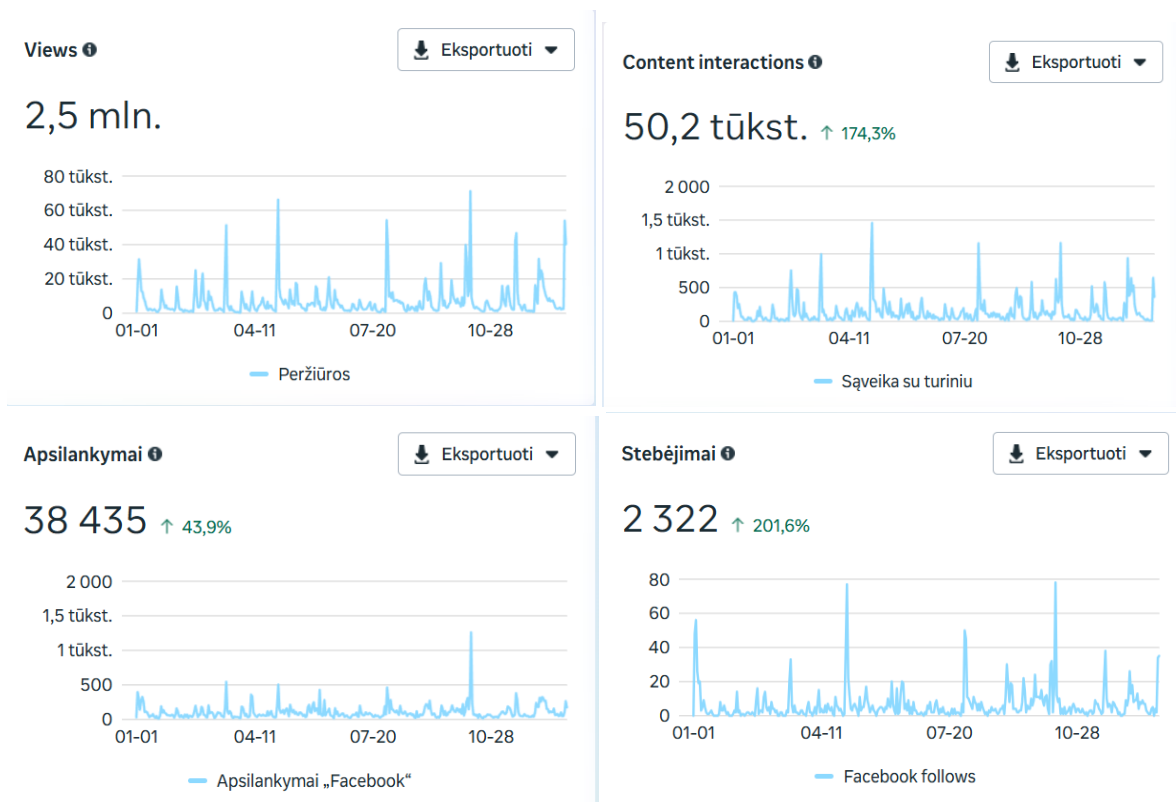 Views
Eksportuoti
2,5 mln.
80 tūkst.
60 tūkst.
40 tūkst.
20 tūkst.
0
01-01 04-11 07-20 10-28
Peržiūros
Content interactions
Eksportuoti
50,2 tūkst. ↑ 174,3%
2 000
1,5 tūkst.
1 tūkst.
500
0
01-01 04-11 07-20 10-28
Sąveika su turiniu
Apsilankymai
Eksportuoti
38 435 ↑ 43,9%
2 000
1,5 tūkst.
1 tūkst.
500
0
01-01 04-11 07-20 10-28
Apsilankymai „Facebook“
Stebėjimai
Eksportuoti
2 322 ↑ 201,6%
80
60
40
20
0
01-01 04-11 07-20 10-28
Facebook follows